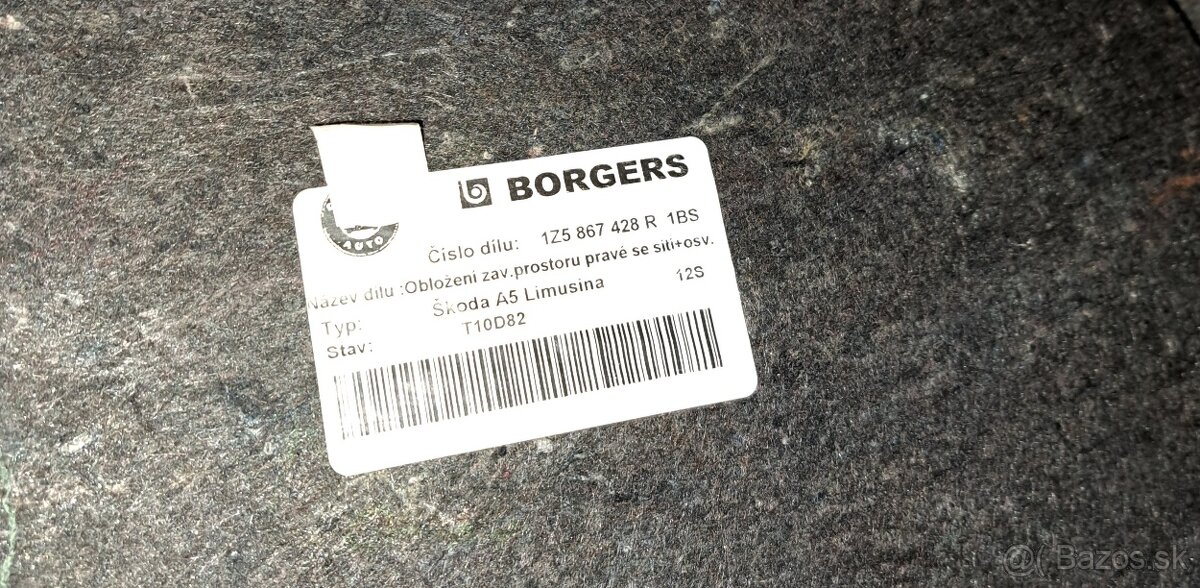 BORGERS
AUTO
Číslo dílu: 1Z5 867 428 R 1BS
Název dílu :Obložení zav.prostoru pravé se sítí+osv.
Typ: Škoda A5 Limusina 12S
Stav: T10D82
@( Bazos.sk